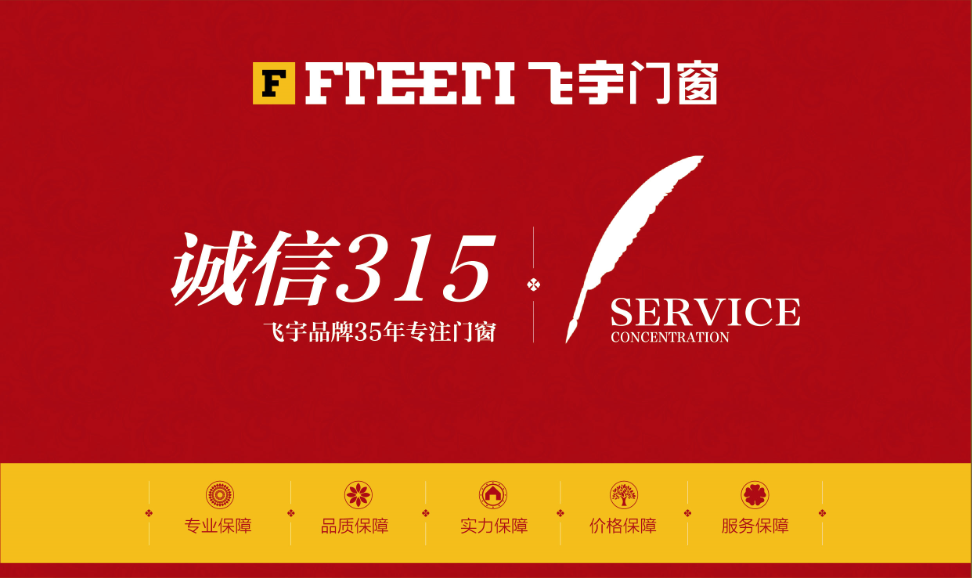 F FREERI 飞宇门窗
诚信315
飞宇品牌35年专注门窗
SERVICE
CONCENTRATION
专业保障 品质保障 实力保障 价格保障 服务保障